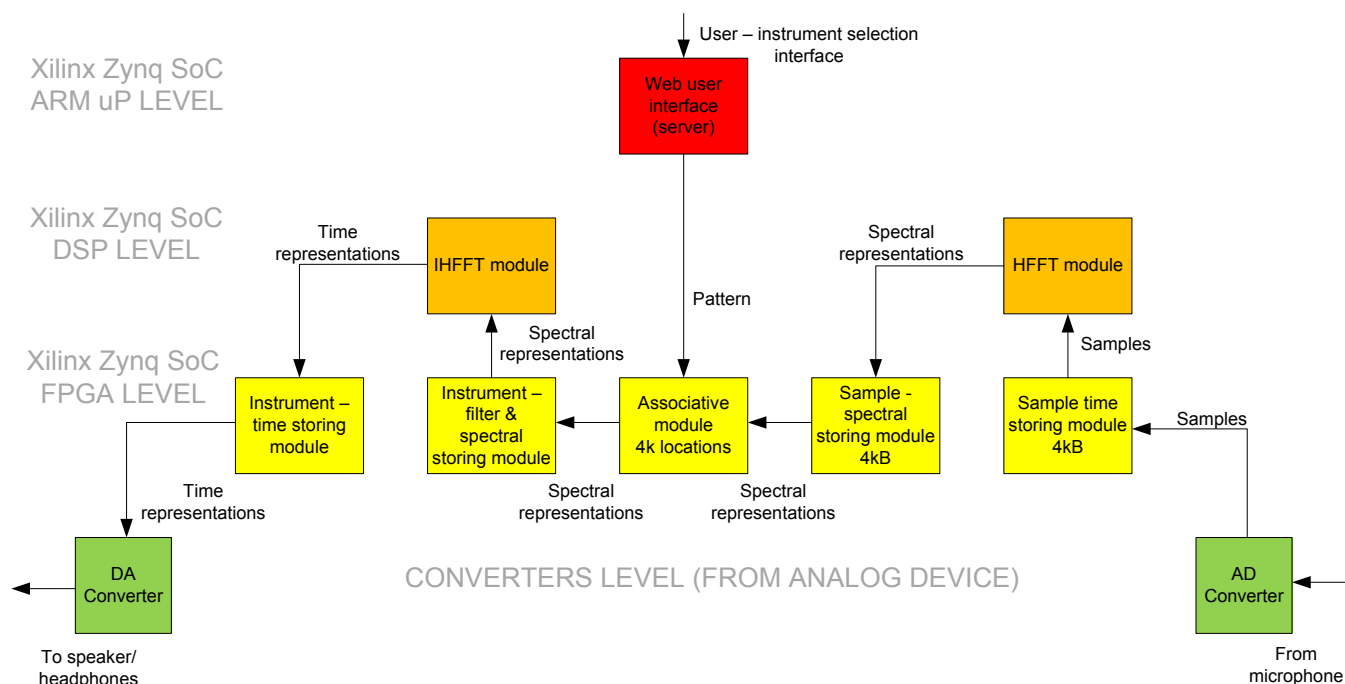 User – instrument selection
interface
Xilinx Zynq SoC
ARM uP LEVEL
Web user
interface
(server)
Xilinx Zynq SoC
DSP LEVEL
Time
representations
IHFFT module
Spectral
representations
HFFT module
Pattern
Spectral
representations
Samples
Xilinx Zynq SoC
FPGA LEVEL
Instrument –
time storing
module
Instrument –
filter &
spectral
storing module
Associative
module
4k locations
Sample -
spectral
storing module
4kB
Sample time
storing module
4kB
Samples
Time
representations
Spectral
representations
Spectral
representations
DA
Converter
CONVERTERS LEVEL (FROM ANALOG DEVICE)
AD
Converter
To speaker/
headphones
From
microphone